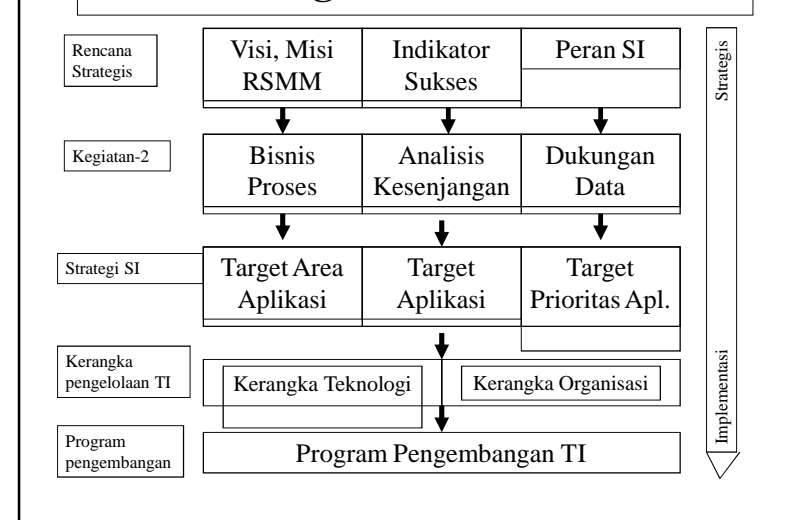 Rencana
Strategis
Visi, Misi
RSMM
Indikator
Sukses
Peran SI
Strategis
Kegiatan-2
Bisnis
Proses
Analisis
Kesenjangan
Dukungan
Data
Strategi SI
Target Area
Aplikasi
Target
Aplikasi
Target
Prioritas Apl.
Kerangka
pengelolaan TI
Kerangka Teknologi
Kerangka Organisasi
Implementasi
Program
pengembangan
Program Pengembangan TI